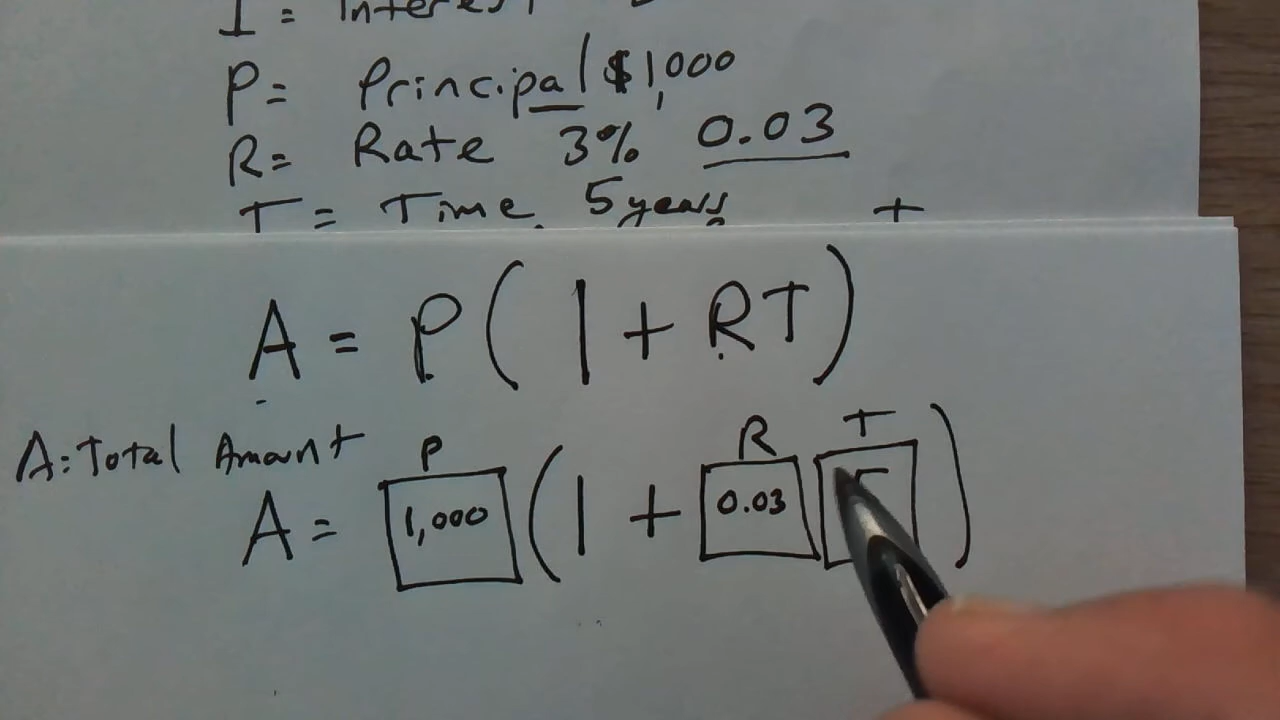 I = Interest
P = Principal $1,000
R = Rate 3% 0.03
T = Time. 5 years
+
A = P(1 + RT)
A: Total Amount
P R T
A = 1,000 (1 + 0.03 )